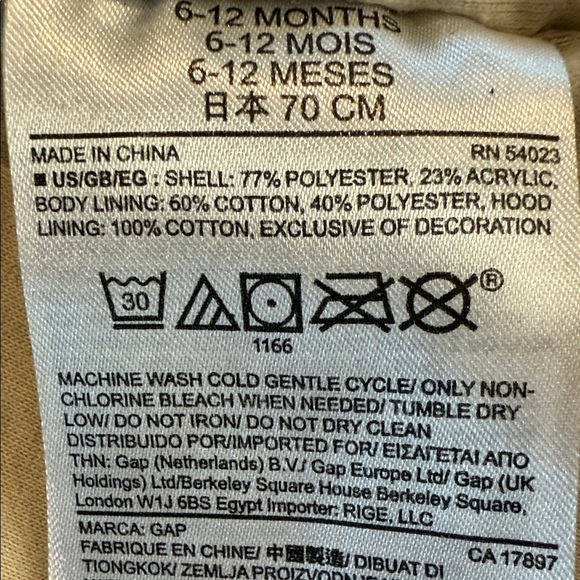 6-12 MONTHS
6-12 MOIS
6-12 MESES
日本 70 CM
MADE IN CHINA RN 54023
■ US/GB/EG : SHELL: 77% POLYESTER, 23% ACRYLIC,
BODY LINING: 60% COTTON, 40% POLYESTER, HOOD
LINING: 100% COTTON, EXCLUSIVE OF DECORATION
30 ®
1166
MACHINE WASH COLD GENTLE CYCLE/ ONLY NON-
CHLORINE BLEACH WHEN NEEDED/ TUMBLE DRY
LOW/ DO NOT IRON/ DO NOT DRY CLEAN
DISTRIBUIDO POR/IMPORTED FOR/ ΕΙΣΑΓΕΤΑΙ ΑΠΟ
ΤΗΝ: Gap (Netherlands) B.V./ Gap Europe Ltd/ Gap (UK
Holdings) Ltd/Berkeley Square House Berkeley Square,
London W1J 6BS Egypt Importer: RIGE, LLC
MARCA: GAP CA 17897
FABRIQUE EN CHINE/ 中國製造/ DIBUAT DI
TIONGKOK/ ZEMLJA